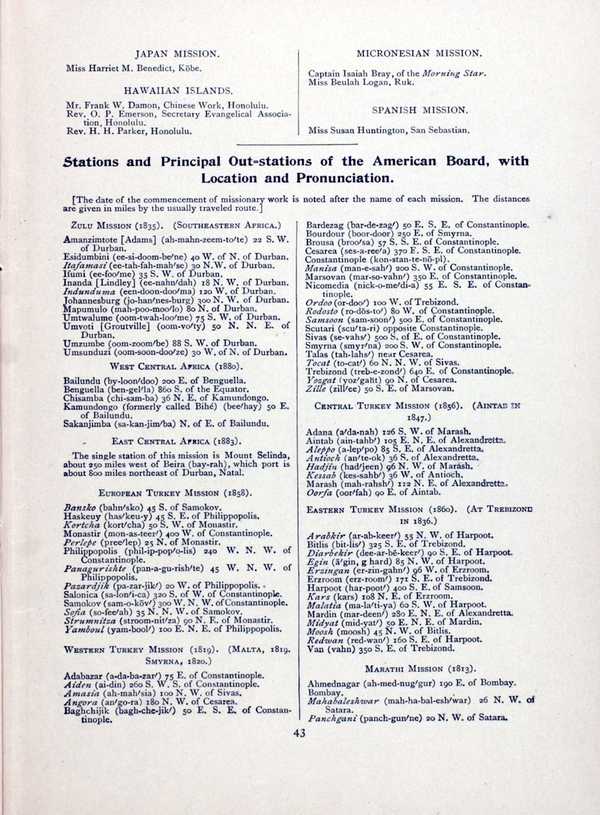 JAPAN MISSION.
Miss Harriet M. Benedict, Kōbe.
HAWAIIAN ISLANDS.
Mr. Frank W. Damon, Chinese Work, Honolulu.
Rev. O. P. Emerson, Secretary Evangelical Associa-
tion, Honolulu.
Rev. H. H. Parker, Honolulu.
MICRONESIAN MISSION.
Captain Isaiah Bray, of the Morning Star.
Miss Beulah Logan, Ruk.
SPANISH MISSION.
Miss Susan Huntington, San Sebastian.
Stations and Principal Out-stations of the American Board, with
Location and Pronunciation.
[The date of the commencement of missionary work is noted after the name of each mission. The distances
are given in miles by the usually traveled route.]
ZULU MISSION (1835). (SOUTHEASTERN AFRICA.)
Amanzimtote [Adams] (ah-mahn-zeem-to′te) 22 S. W.
of Durban.
Esidumbini (ee-si-doom-be′ne) 40 W. of N. of Durban.
Itafamasi (ee-tah-fah-mah′se) 30 N.W. of Durban.
Ifumi (ee-foo′me) 35 S. W. of Durban.
Inanda [Lindley] (ee-nahn′dah) 18 N. W. of Durban.
Indunduma (een-doon-doo′ma) 120 W. of Durban.
Johannesburg (jo-han′nes-burg) 300 N. W. of Durban.
Mapumulo (mah-poo-moo′lo) 80 N. of Durban.
Umtwalume (oom-twah-loo′me) 75 S. W. of Durban.
Umvoti [Groutville] (oom-vo′ty) 50 N. N. E. of
Durban.
Umzumbe (oom-zoom′be) 88 S. W. of Durban.
Umsunduzi (oom-soon-doo′ze) 30 W. of N. of Durban.
WEST CENTRAL AFRICA (1880).
Bailundu (by-loon′doo) 200 E. of Benguella.
Benguella (ben-gel′la) 860 S. of the Equator.
Chisamba (chi-sam-ba) 36 N. E. of Kamundongo.
Kamundongo (formerly called Bihé) (bee′hay) 50 E.
of Bailundu.
Sakanjimba (sa-kan-jim′ba) N. of E. of Bailundu.
EAST CENTRAL AFRICA (1883).
The single station of this mission is Mount Selinda,
about 250 miles west of Beira (bay-rah), which port is
about 800 miles northeast of Durban, Natal.
EUROPEAN TURKEY MISSION (1858).
Bansko (bahn′sko) 45 S. of Samokov.
Haskeuy (has′keu-y) 45 S. E. of Philippopolis.
Kortcha (kort′cha) 50 S. W. of Monastir.
Monastir (mon-as-teer′) 400 W. of Constantinople.
Perlepe (pree′lep) 25 N. of Monastir.
Philippopolis (phil-ip-pop′o-lis) 240 W. N. W. of
Constantinople.
Panagurishte (pan-a-gu-rish′te) 45 W. N. W. of
Philippopolis.
Pazardjik (pa-zar-jik′) 20 W. of Philippopolis.
Salonica (sa-lon′i-ca) 320 S. of W. of Constantinople.
Samokov (sam-o-kŏv′) 300 W. N. W. of Constantinople.
Sofia (so-fee′ah) 35 N. N. W. of Samokov.
Strumnitza (stroom-nit′za) 90 N. E. of Monastir.
Yamboul (yam-bool′) 100 E. N. E. of Philippopolis.
WESTERN TURKEY MISSION (1819). (MALTA, 1819.
SMYRNA, 1820.)
Adabazar (a-da-ba-zar′) 75 E. of Constantinople.
Aiden (ai-din) 260 S. W. S. of Constantinople.
Amasia (ah-mah′sia) 100 N. W. of Sivas.
Angora (an′go-ra) 180 N. W. of Cesarea.
Baghchijik (bagh-che-jik′) 50 E. S. E. of Constan-
tinople.
Bardezag (bar-de-zag′) 50 E. S. E. of Constantinople.
Bourdour (boor-door) 250 E. of Smyrna.
Brousa (broo′sa) 57 S. S. E. of Constantinople.
Cesarea (ses-a-ree′a) 370 E. S. E. of Constantinople.
Constantinople (kon-stan-te-nō-pl).
Manisa (man-e-sah′) 200 S. W. of Constantinople.
Marsovan (mar-so-vahn′) 350 E. of Constantinople.
Nicomedia (nick-o-me′di-a) 55 E. S. E. of Constan-
tinople.
Ordoo (or-doo′) 100 W. of Trebizond.
Rodosto (ro-dŏs-to′) 80 W. of Constantinople.
Samsoon (sam-soon′) 500 E. of Constantinople.
Scutari (scu′ta-ri) opposite Constantinople.
Sivas (se-vahs′) 500 S. of E. of Constantinople.
Smyrna (smyr′na) 200 S. W. of Constantinople.
Talas (tah-lahs′) near Cesarea.
Tocat (to-cat′) 60 N. N. W. of Sivas.
Trebizond (treb-e-zond′) 640 E. of Constantinople.
Yozgat (yoz′gaht) 90 N. of Cesarea.
Zille (zill′ee) 50 S. E. of Marsovan.
CENTRAL TURKEY MISSION (1856). (AINTAB IN
1847.)
Adana (a′da-nah) 126 S. W. of Marash.
Aintab (ain-tahb′) 105 E. N. E. of Alexandretta.
Aleppo (a-lep′po) 85 S. E. of Alexandretta.
Antioch (an′te-ok) 36 S. of Alexandretta.
Hadjin (had′jeen) 96 N. W. of Marash.
Kessab (kes-sahb′) 36 W. of Antioch.
Marash (mah-rahsh′) 112 N. E. of Alexandretta.
Oorfa (oor′fah) 90 E. of Aintab.
EASTERN TURKEY MISSION (1860). (AT TREBIZOND
IN 1836.)
Arabkir (ar-ab-keer′) 55 N. W. of Harpoot.
Bitlis (bit-lis′) 325 S. E. of Trebizond.
Diarbekir (dee-ar-bē-keer′) 90 S. E. of Harpoot.
Egin (ā′gin, g hard) 85 N. W. of Harpoot.
Erzingan (er-zin-gahn′) 96 W. of Erzroom.
Erzroom (erz-room′) 171 S. E. of Trebizond.
Harpoot (har-poot′) 400 S. E. of Samsoon.
Kars (kars) 108 N. E. of Erzroom.
Malatia (ma-la′ti-ya) 60 S. W. of Harpoot.
Mardin (mar-deen′) 280 E. N. E. of Alexandretta.
Midyat (mid-yat′) 50 E. N. E. of Mardin.
Moosh (moosh) 45 N. W. of Bitlis.
Redwan (red-wan′) 160 S. E. of Harpoot.
Van (vahn) 350 S. E. of Trebizond.
MARATHI MISSION (1813).
Ahmednagar (ah-med-nug′gur) 190 E. of Bombay.
Bombay.
Mahabaleshwar (mah-ha-bal-esh′war) 26 N. W. of
Satara.
Panchgani (panch-gun′ne) 20 N. W. of Satara.
43